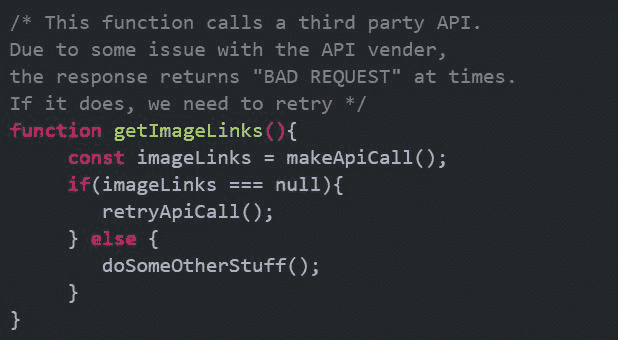 /* This function calls a third party API.
Due to some issue with the API vender,
the response returns "BAD REQUEST" at times.
If it does, we need to retry */
function getImageLinks(){
     const imageLinks = makeApiCall();
     if(imageLinks === null){
        retryApiCall();
     } else {
        doSomeOtherStuff();
     }
}